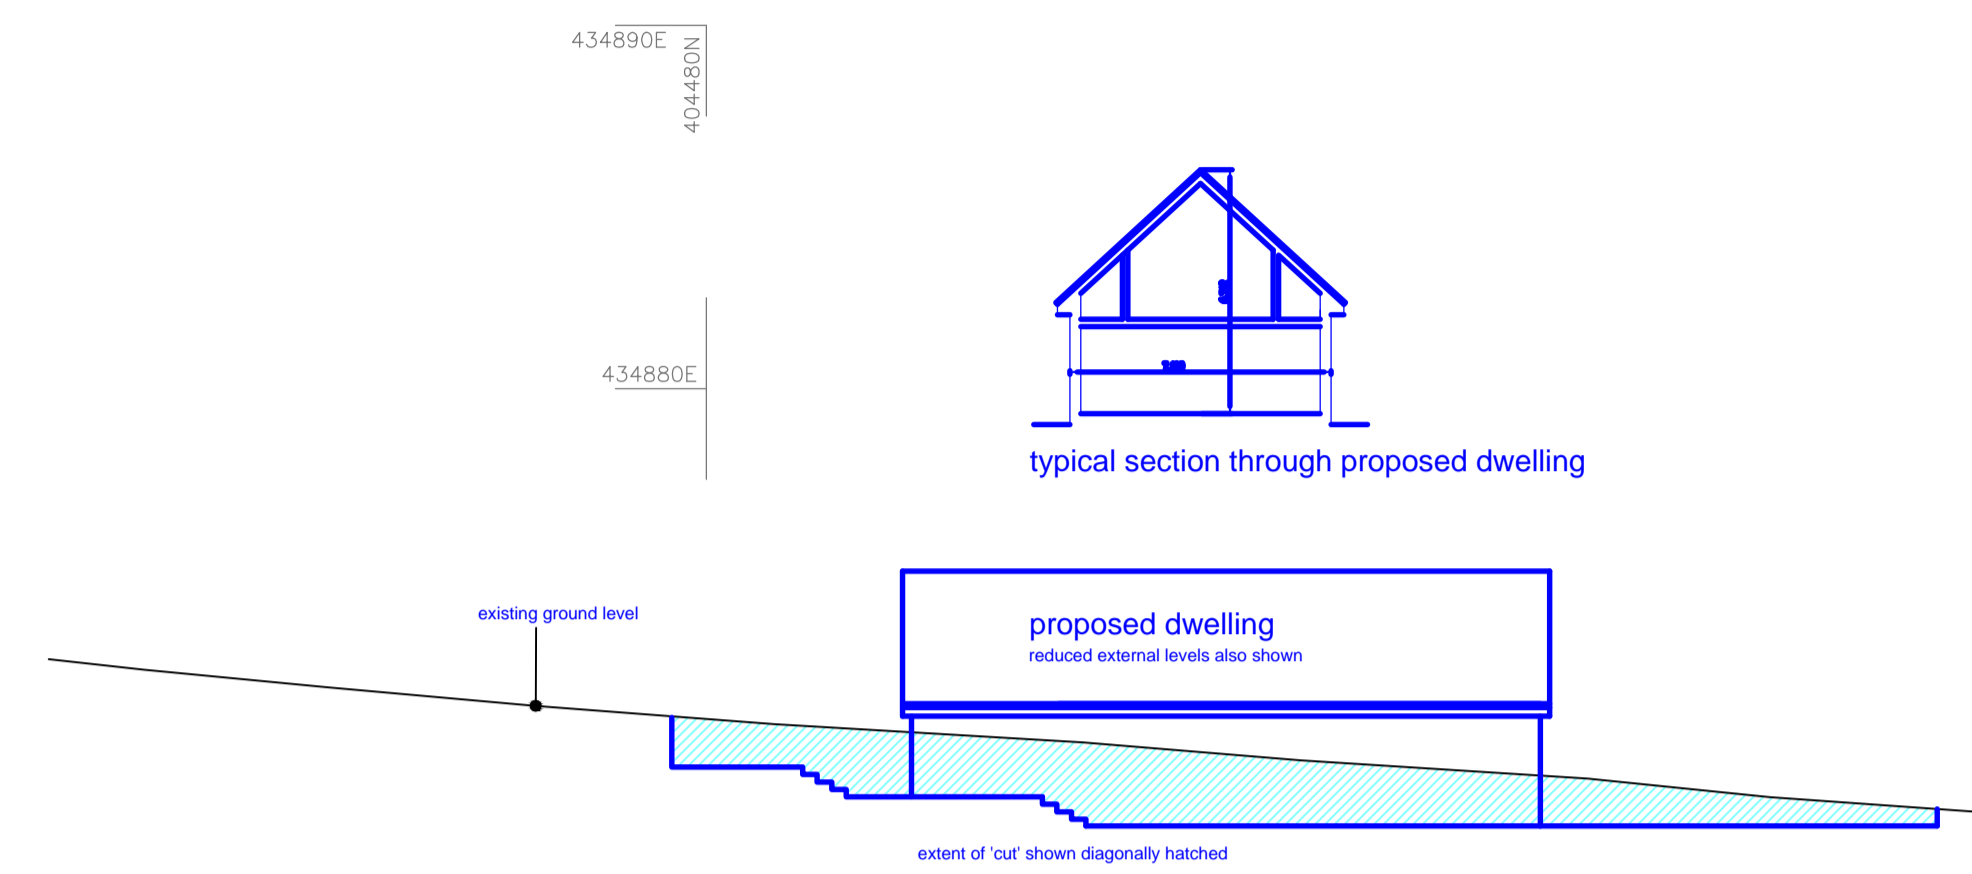 434890E
404480N
434880E
typical section through proposed dwelling
existing ground level
proposed dwelling
reduced external levels also shown
extent of 'cut' shown diagonally hatched